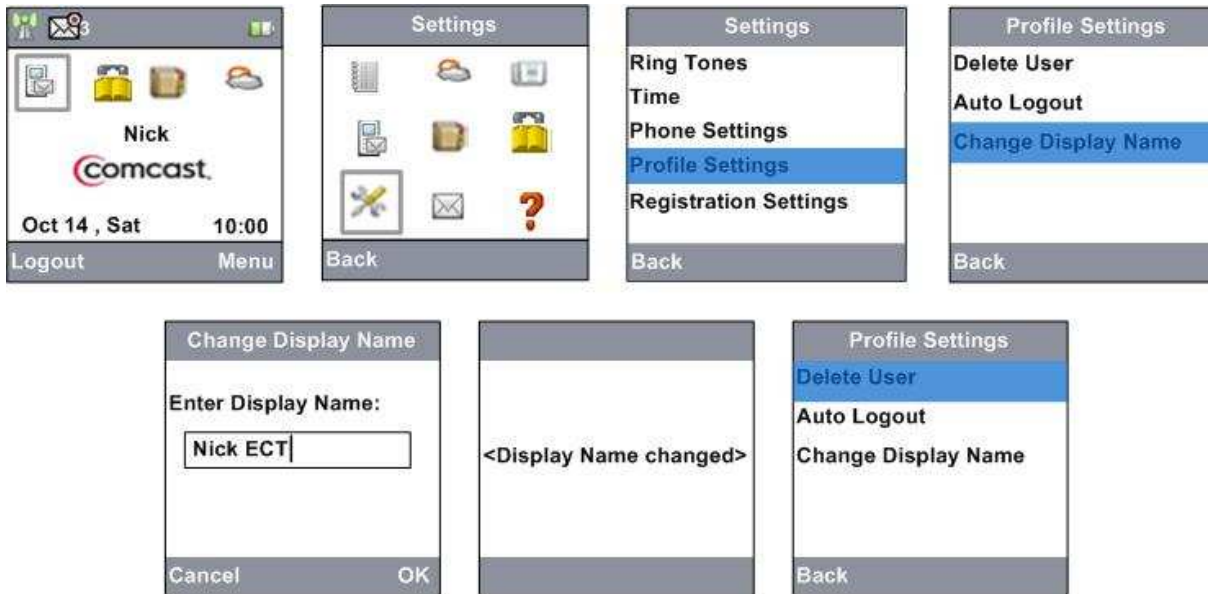 3
Nick
Comcast.
Oct 14 , Sat 10:00
Logout Menu
Settings
Back
Settings
Ring Tones
Time
Phone Settings
Profile Settings
Registration Settings
Back
Profile Settings
Delete User
Auto Logout
Change Display Name
Back
Change Display Name
Enter Display Name:
Nick ECT
Cancel OK
<Display Name changed>
Profile Settings
Delete User
Auto Logout
Change Display Name
Back